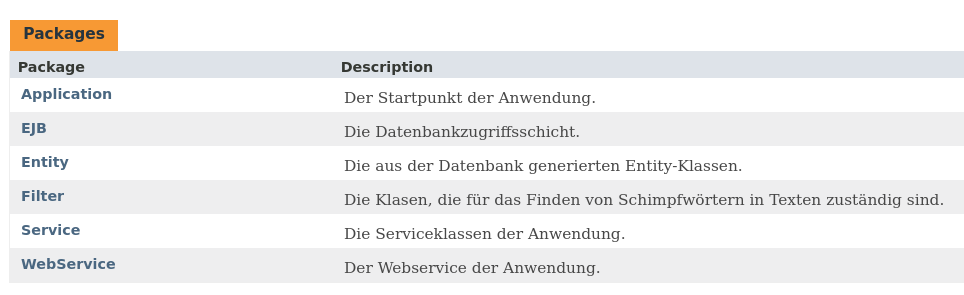 Packages
Package Description
Application Der Startpunkt der Anwendung.
EJB Die Datenbankzugriffsschicht.
Entity Die aus der Datenbank generierten Entity-Klassen.
Filter Die Klasen, die für das Finden von Schimpfwörtern in Texten zuständig sind.
Service Die Serviceklassen der Anwendung.
WebService Der Webservice der Anwendung.